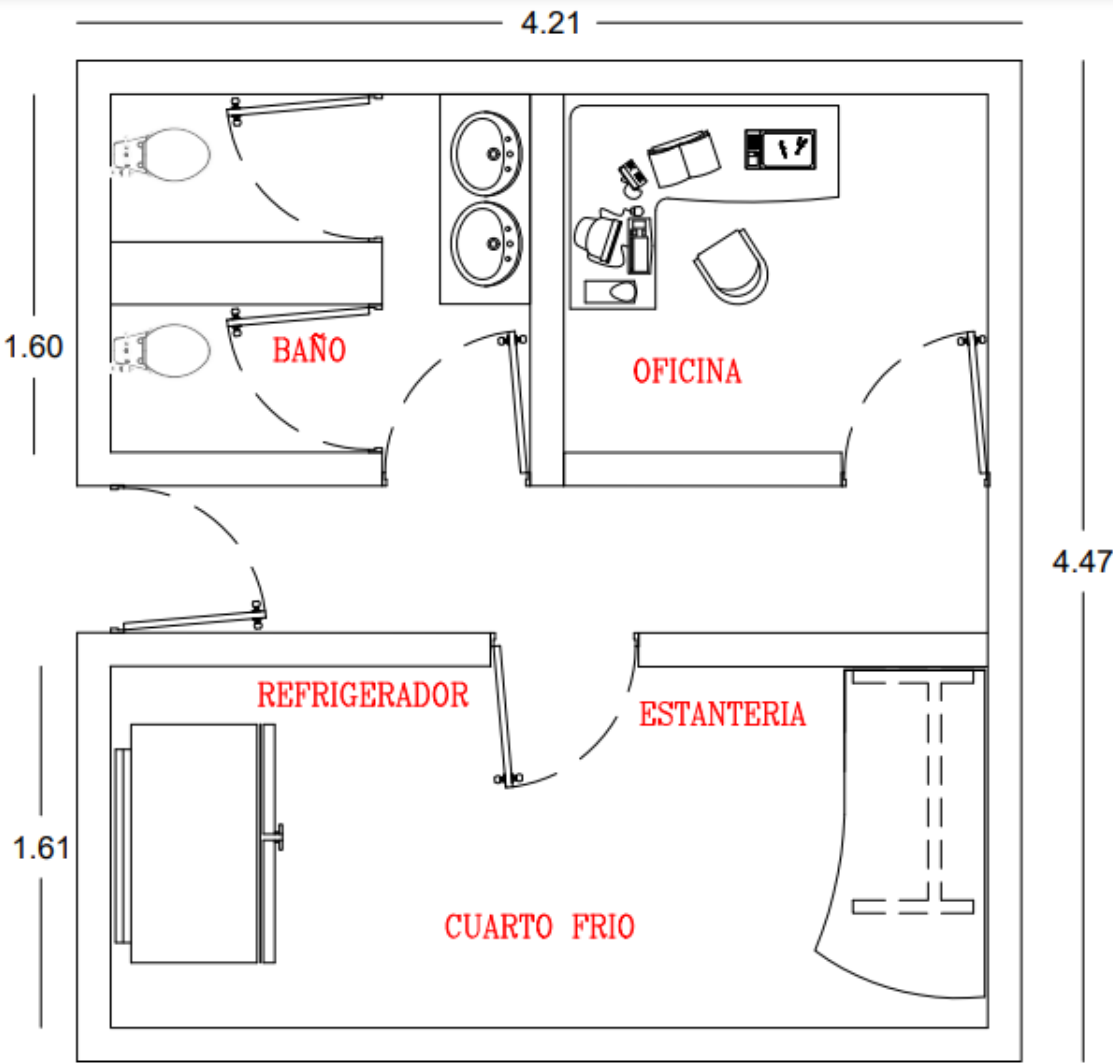 4.21
1.60
BAÑO
OFICINA
4.47
REFRIGERADOR
ESTANTERIA
1.61
CUARTO FRIO